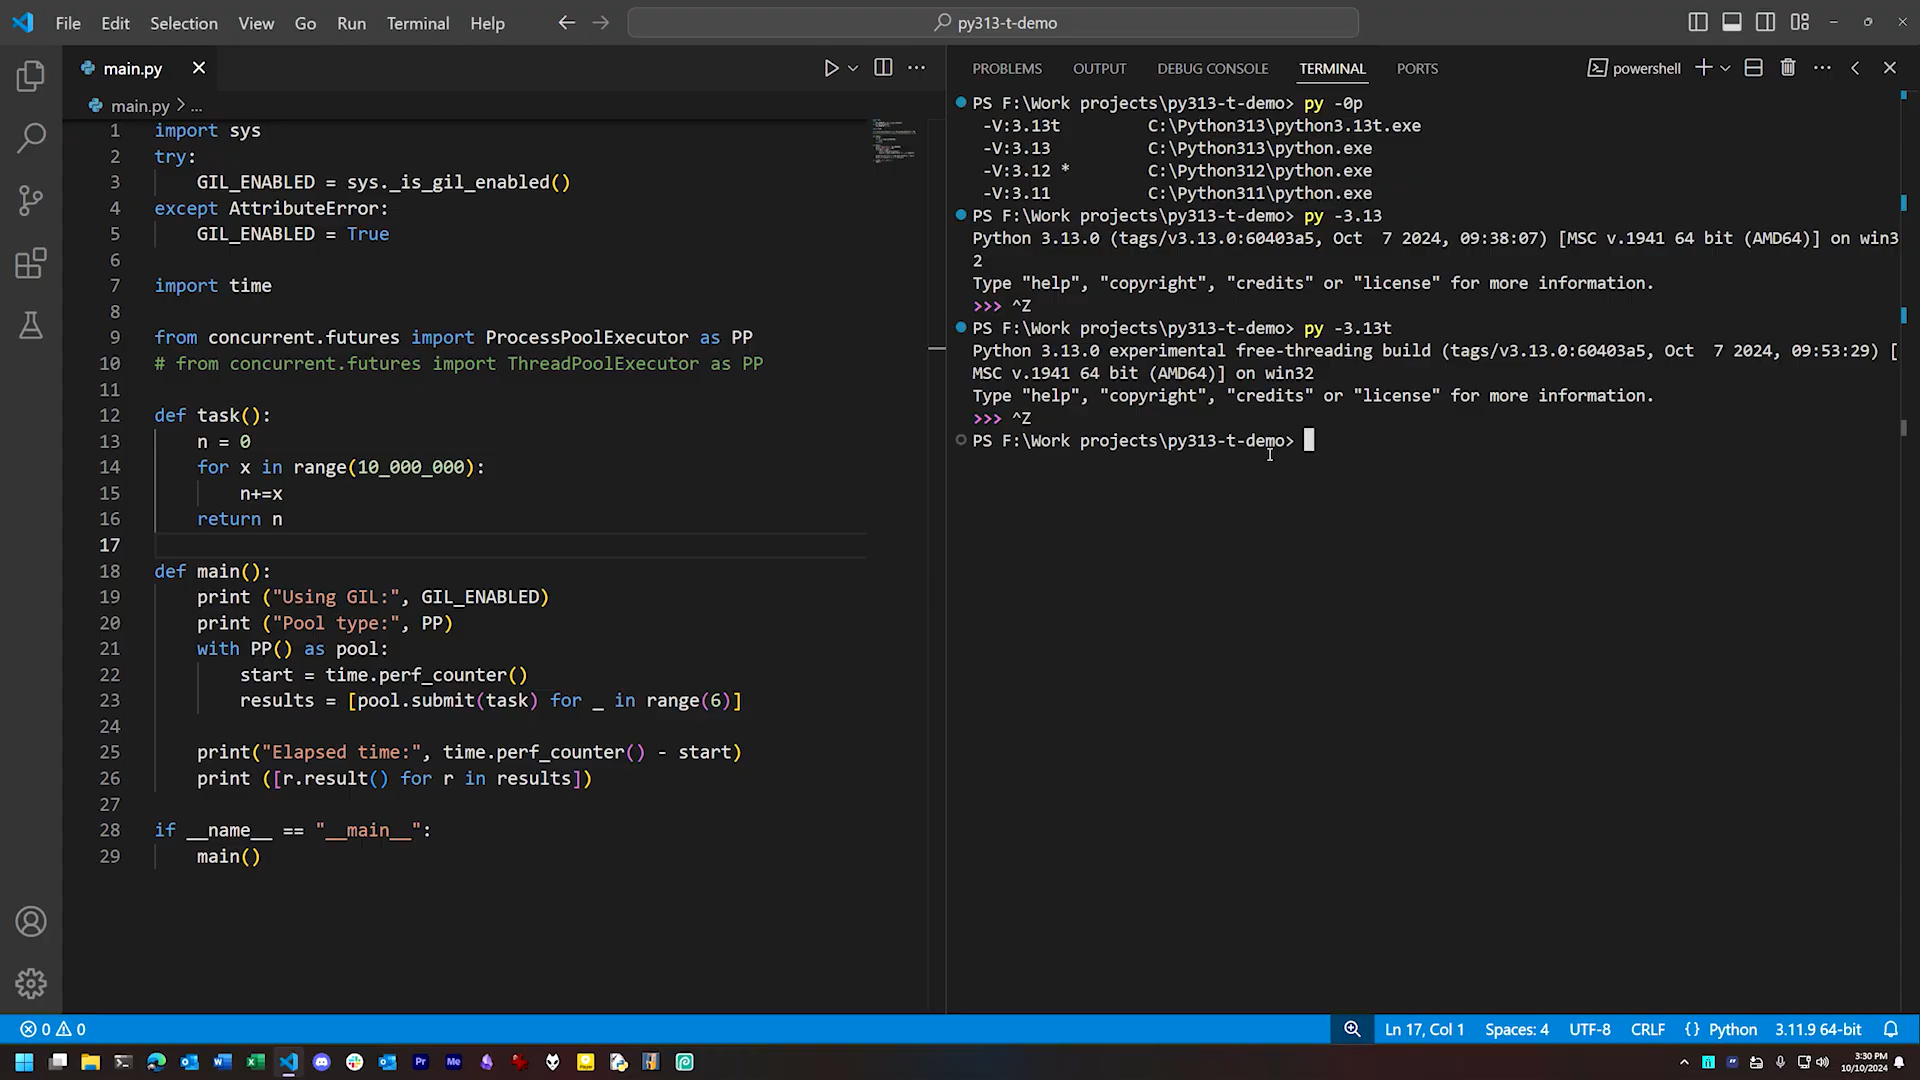 File Edit Selection View Go Run Terminal Help py313-t-demo
main.py
main.py > ...
1 import sys
2 try:
3 GIL_ENABLED = sys._is_gil_enabled()
4 except AttributeError:
5 GIL_ENABLED = True
6
7 import time
8
9 from concurrent.futures import ProcessPoolExecutor as PP
10 # from concurrent.futures import ThreadPoolExecutor as PP
11
12 def task():
13 n = 0
14 for x in range(10_000_000):
15 n+=x
16 return n
17
18 def main():
19 print ("Using GIL:", GIL_ENABLED)
20 print ("Pool type:", PP)
21 with PP() as pool:
22 start = time.perf_counter()
23 results = [pool.submit(task) for _ in range(6)]
24
25 print("Elapsed time:", time.perf_counter() - start)
26 print ([r.result() for r in results])
27
28 if __name__ == "__main__":
29 main()
PROBLEMS OUTPUT DEBUG CONSOLE TERMINAL PORTS powershell
PS F:\Work projects\py313-t-demo> py -0p
-V:3.13t C:\Python313\python3.13t.exe
-V:3.13 C:\Python313\python.exe
-V:3.12 * C:\Python312\python.exe
-V:3.11 C:\Python311\python.exe
PS F:\Work projects\py313-t-demo> py -3.13
Python 3.13.0 (tags/v3.13.0:60403a5, Oct  7 2024, 09:38:07) [MSC v.1941 64 bit (AMD64)] on win3
2
Type "help", "copyright", "credits" or "license" for more information.
>>> ^Z
PS F:\Work projects\py313-t-demo> py -3.13t
Python 3.13.0 experimental free-threading build (tags/v3.13.0:60403a5, Oct  7 2024, 09:53:29) [
MSC v.1941 64 bit (AMD64)] on win32
Type "help", "copyright", "credits" or "license" for more information.
>>> ^Z
PS F:\Work projects\py313-t-demo>
0 0 Ln 17, Col 1 Spaces: 4 UTF-8 CRLF {} Python 3.11.9 64-bit
Pr Me
3:30 PM
10/10/2024